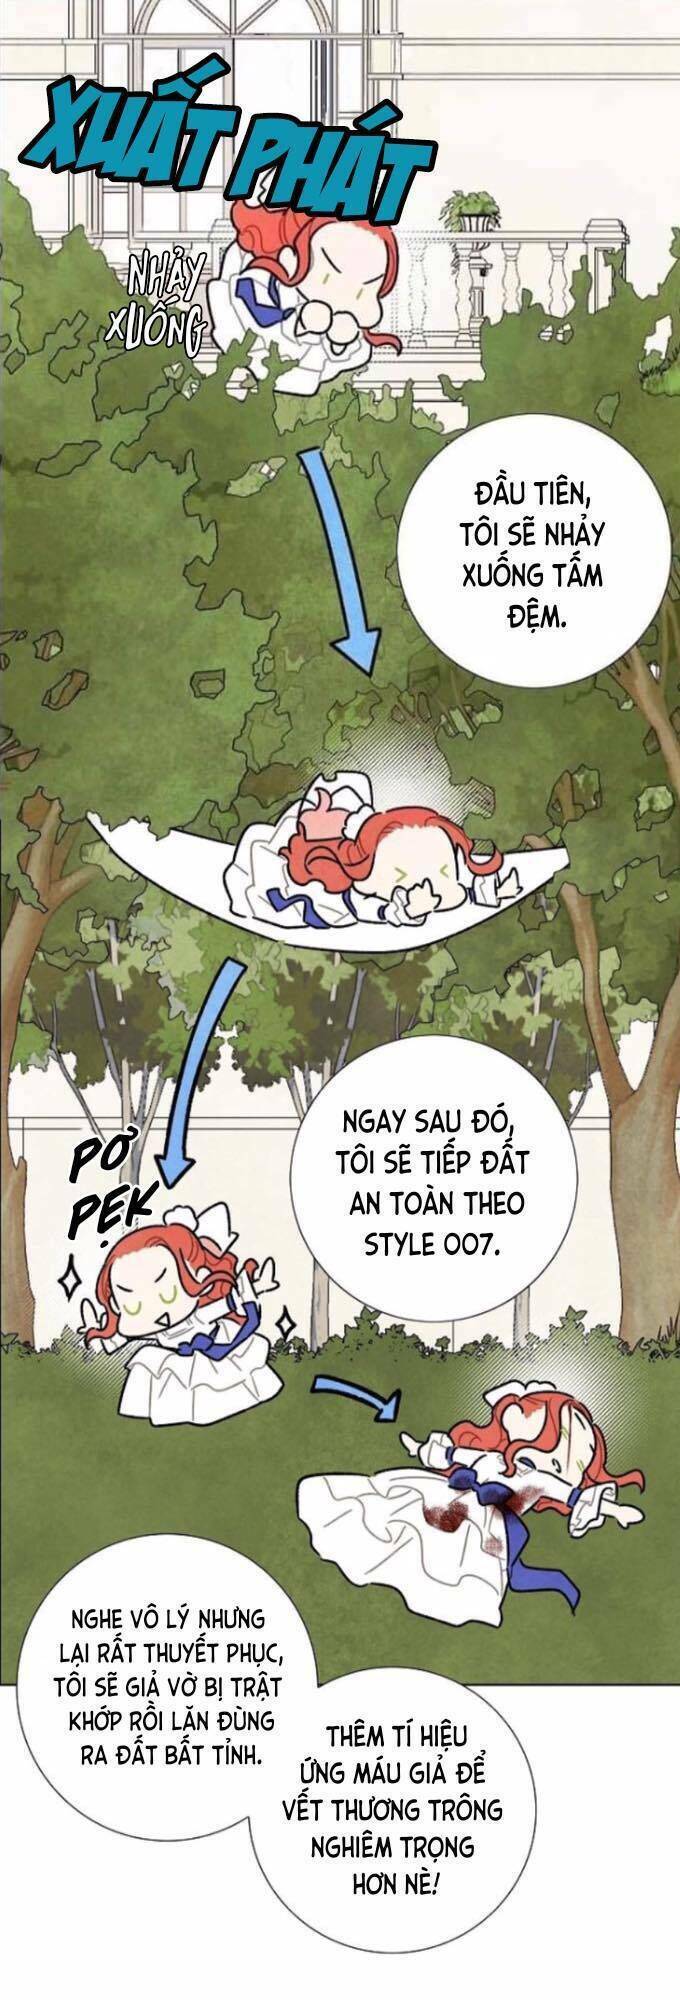 XUẤT PHÁT
NHẢY
XUỐNG
ĐẦU TIÊN,
TÔI SẼ NHẢY
XUỐNG TẤM
ĐỆM.
NGAY SAU ĐÓ,
TÔI SẼ TIẾP ĐẤT
AN TOÀN THEO
STYLE 007.
PƠ
PẸK
NGHE VÔ LÝ NHƯNG
LẠI RẤT THUYẾT PHỤC,
TÔI SẼ GIẢ VỜ BỊ TRẬT
KHỚP RỒI LĂN ĐÙNG
RA ĐẤT BẤT TỈNH.
THÊM TÍ HIỆU
ỨNG MÁU GIẢ ĐỂ
VẾT THƯƠNG TRÔNG
NGHIÊM TRỌNG
HƠN NÈ!